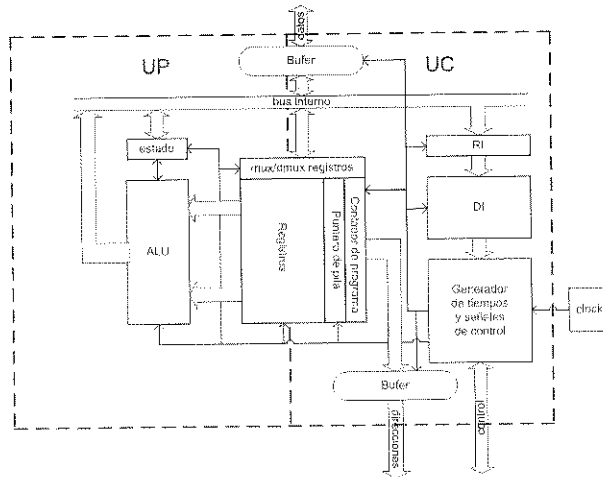 datos
UP
Bufer
UC
bus interno
estado
RI
mux/dmux registros
DI
ALU
Registros
Puntero de pila
Contador de programa
Generador
de tiempos
y señales
de control
clock
Bufer
direcciones
control